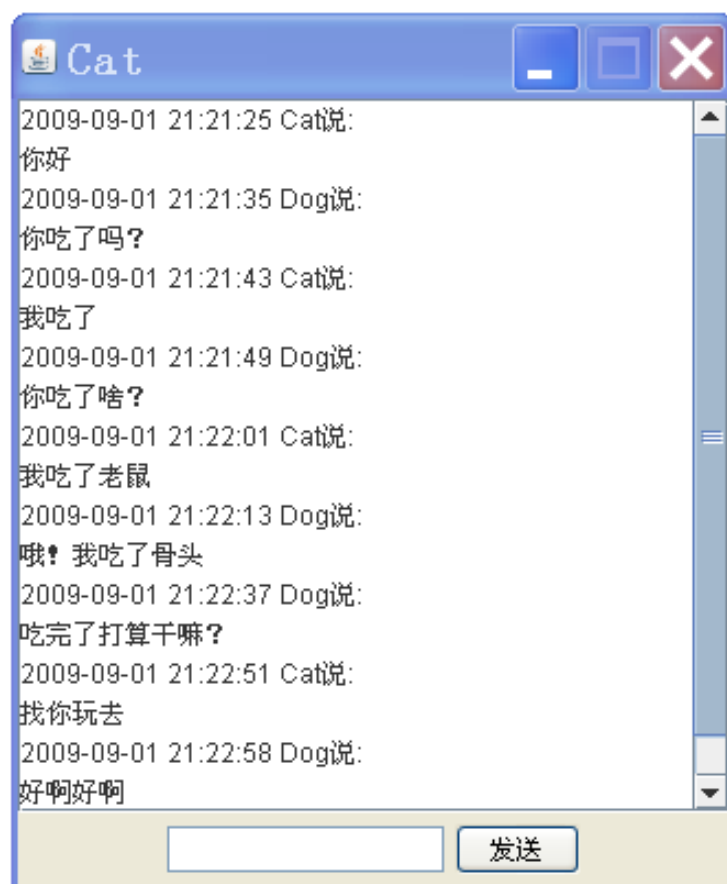 Cat
2009-09-01 21:21:25 Cat说:
你好
2009-09-01 21:21:35 Dog说:
你吃了吗?
2009-09-01 21:21:43 Cat说:
我吃了
2009-09-01 21:21:49 Dog说:
你吃了啥?
2009-09-01 21:22:01 Cat说:
我吃了老鼠
2009-09-01 21:22:13 Dog说:
哦! 我吃了骨头
2009-09-01 21:22:37 Dog说:
吃完了打算干嘛?
2009-09-01 21:22:51 Cat说:
找你玩去
2009-09-01 21:22:58 Dog说:
好啊好啊
发送